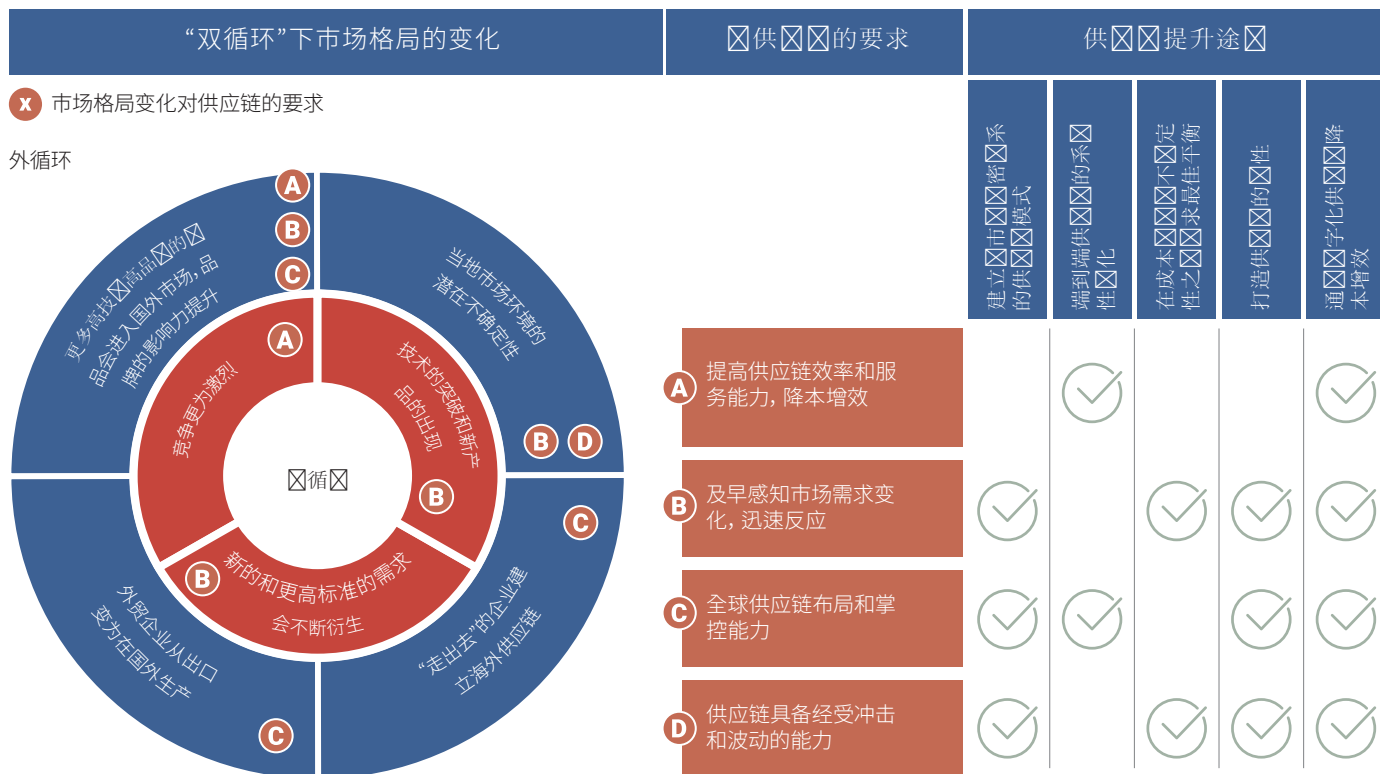 “双循环”下市场格局的变化
☒供☒☒的要求
供☒☒提升途☒
X 市场格局变化对供应链的要求
外循环
A
B
C
更多高技☒高品☒的☒
品会进入国外市场,品
牌的影响力提升
当地市场环境的
潜在不确定性
B D
A
竞争更为激烈
技术的突破和新产
品的出现
B
☒循☒
B
新的和更高标准的需求
会不断衍生
C
外贸企业从出口
变为在国外生产
C
“走出去”的企业建
立海外供应链
建立☒市☒☒☒密☒系
的供☒☒模式
端到端供☒☒的系☒
性☒化
在成本☒☒☒☒不☒定
性之☒☒☒求最佳平衡
打造供☒☒的☒性
通☒☒字化供☒☒降
本增效
A 提高供应链效率和服
务能力,降本增效
B 及早感知市场需求变
化,迅速反应
C 全球供应链布局和掌
控能力
D 供应链具备经受冲击
和波动的能力